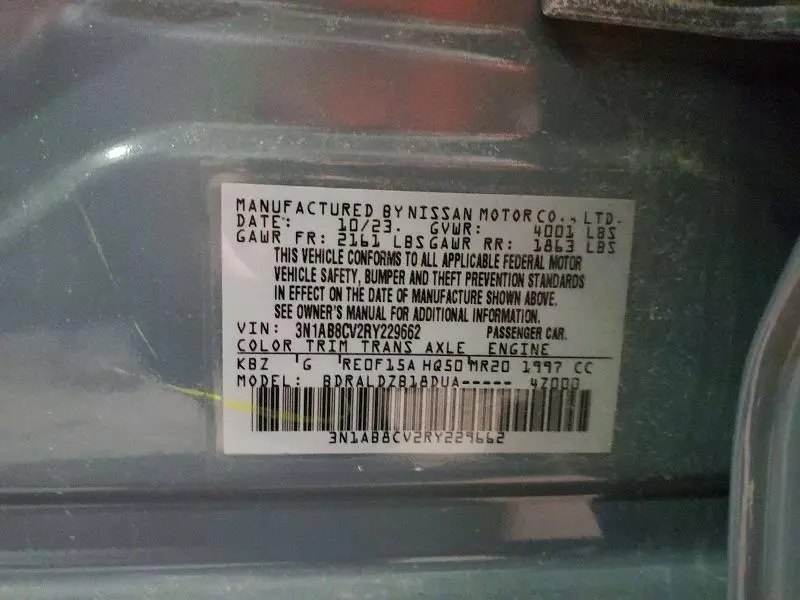 MANUFACTURED BY NISSAN MOTOR CO., LTD.
DATE: 10/23. GVWR: 4001 LBS
GAWR FR: 2161 LBS GAWR RR: 1863 LBS
THIS VEHICLE CONFORMS TO ALL APPLICABLE FEDERAL MOTOR
VEHICLE SAFETY, BUMPER AND THEFT PREVENTION STANDARDS
IN EFFECT ON THE DATE OF MANUFACTURE SHOWN ABOVE.
SEE OWNER'S MANUAL FOR ADDITIONAL INFORMATION.
VIN: 3N1AB8CV2RY229662 PASSENGER CAR.
COLOR TRIM TRANS AXLE ENGINE
KBZ G RE0F15A HQ50 MR20 1997 CC
MODEL: BDRALDZB18DUA----- 47000
3N1AB8CV2RY229662